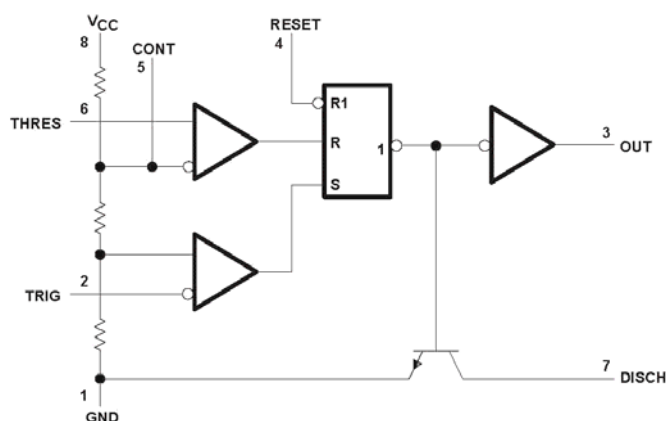 VCC
8
CONT
5
RESET
4
6
THRES
R1
R
1
S
3
OUT
2
TRIG
7
DISCH
1
GND